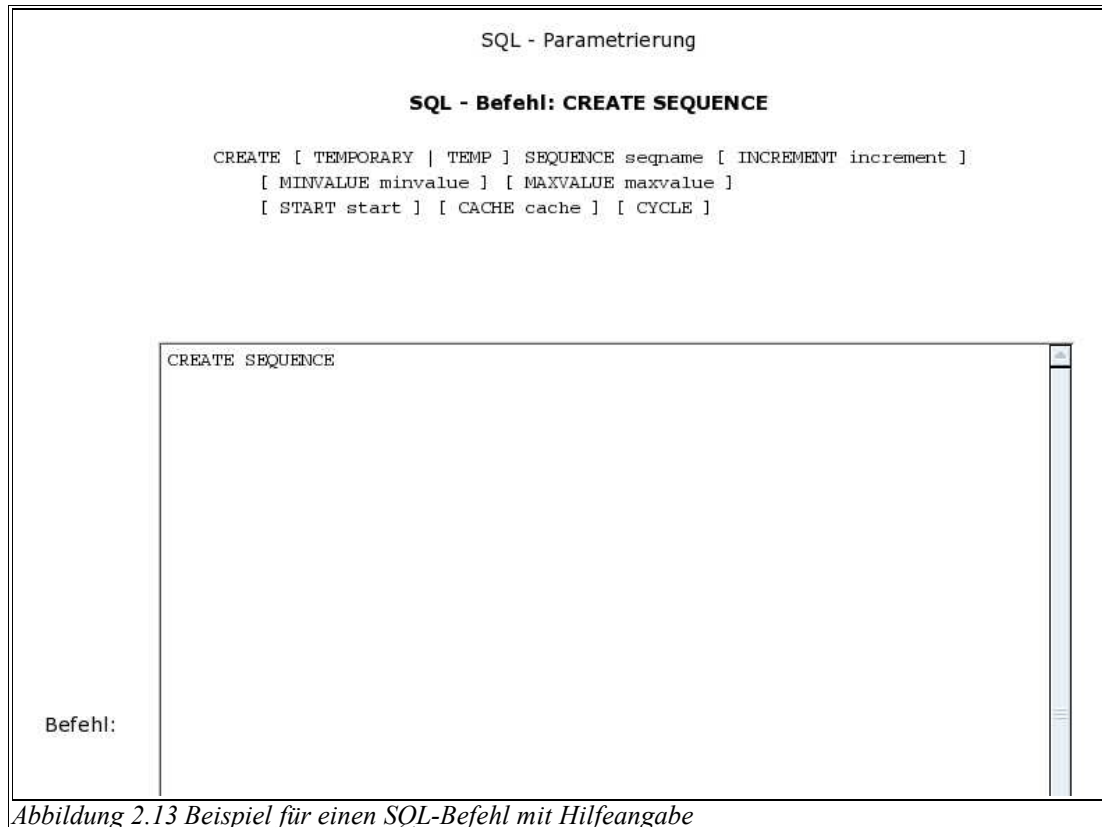 SQL - Parametrierung
SQL - Befehl: CREATE SEQUENCE
CREATE [ TEMPORARY | TEMP ] SEQUENCE seqname [ INCREMENT increment ]
[ MINVALUE minvalue ] [ MAXVALUE maxvalue ]
[ START start ] [ CACHE cache ] [ CYCLE ]
CREATE SEQUENCE
Befehl:
Abbildung 2.13 Beispiel für einen SQL-Befehl mit Hilfeangabe